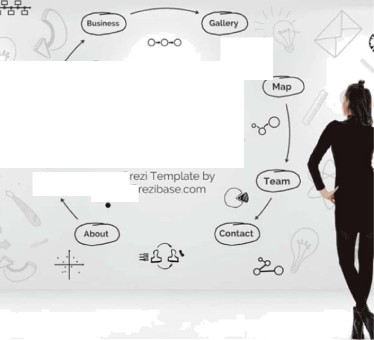 Business
Gallery
Map
rezi Template by
rezibase.com
Team
About
Contact